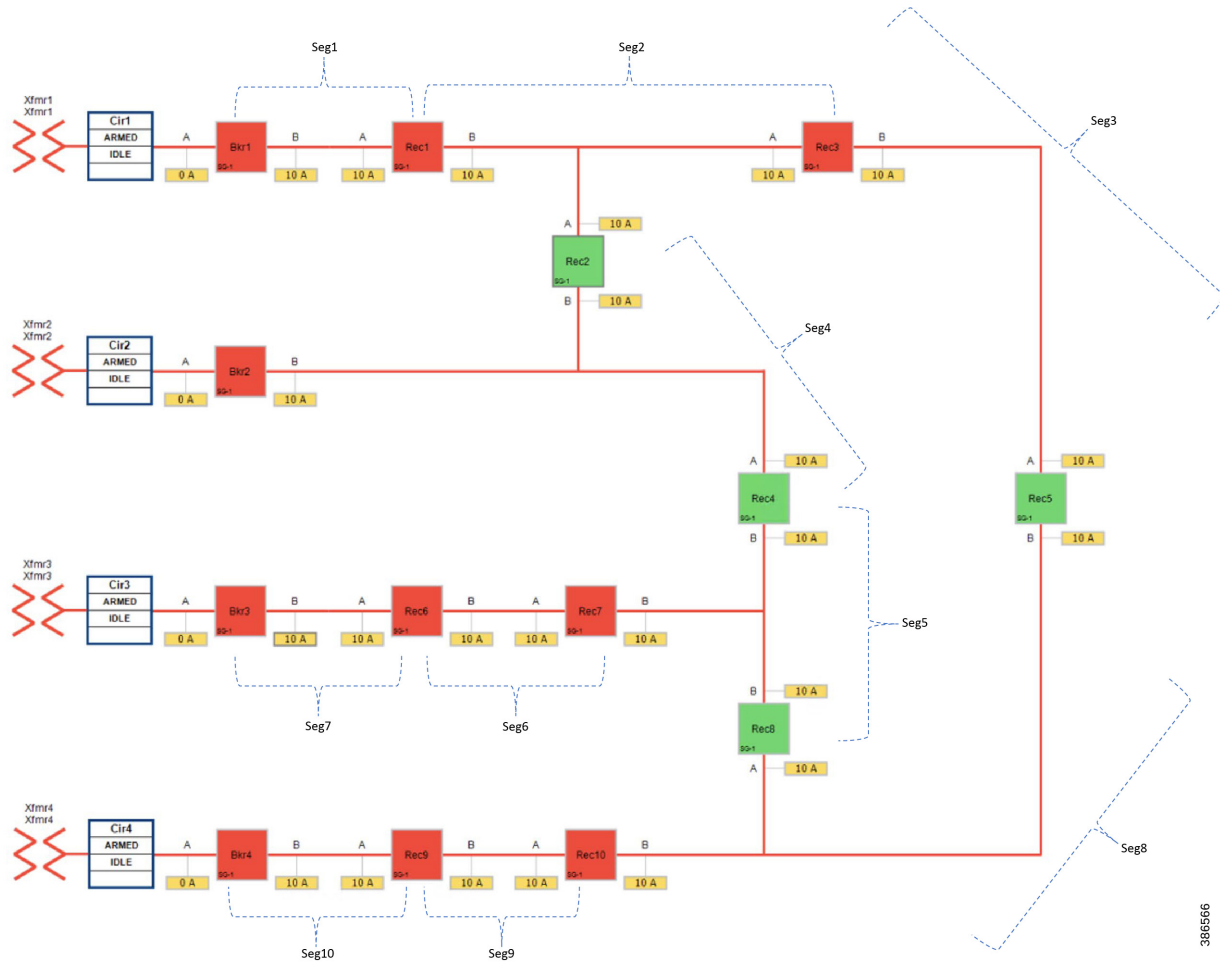 Seg1
Seg2
Seg3
Xfmr1
Xfmr1
Cir1
ARMED
IDLE
A
0 A
Bkr1
SG-1
B
10 A
A
10 A
Rec1
SG-1
B
10 A
A
10 A
Rec3
SG-1
B
10 A
A
10 A
Rec2
SG-1
B
10 A
Seg4
Xfmr2
Xfmr2
Cir2
ARMED
IDLE
A
0 A
Bkr2
SG-1
B
10 A
A
10 A
Rec4
SG-1
B
10 A
A
10 A
Rec5
SG-1
B
10 A
Xfmr3
Xfmr3
Cir3
ARMED
IDLE
A
0 A
Bkr3
SG-1
B
10 A
A
10 A
Rec6
SG-1
B
10 A
A
10 A
Rec7
SG-1
B
10 A
Seg5
Seg7
Seg6
B
10 A
Rec8
SG-1
A
10 A
Xfmr4
Xfmr4
Cir4
ARMED
IDLE
A
0 A
Bkr4
SG-1
B
10 A
A
10 A
Rec9
SG-1
B
10 A
A
10 A
Rec10
SG-1
B
10 A
Seg8
Seg10
Seg9
386566